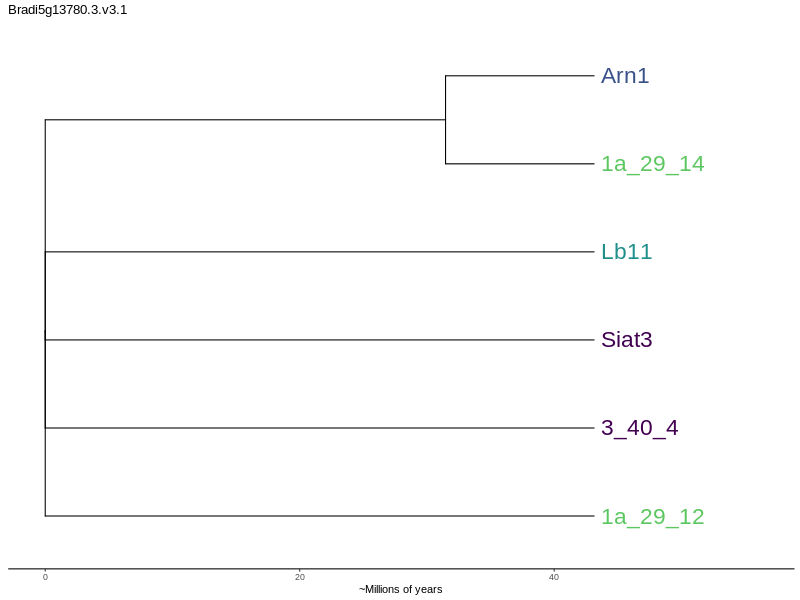 Bradi5g13780.3.v3.1
Arn1
1a_29_14
Lb11
Siat3
3_40_4
1a_29_12
0 20 40
~Millions of years